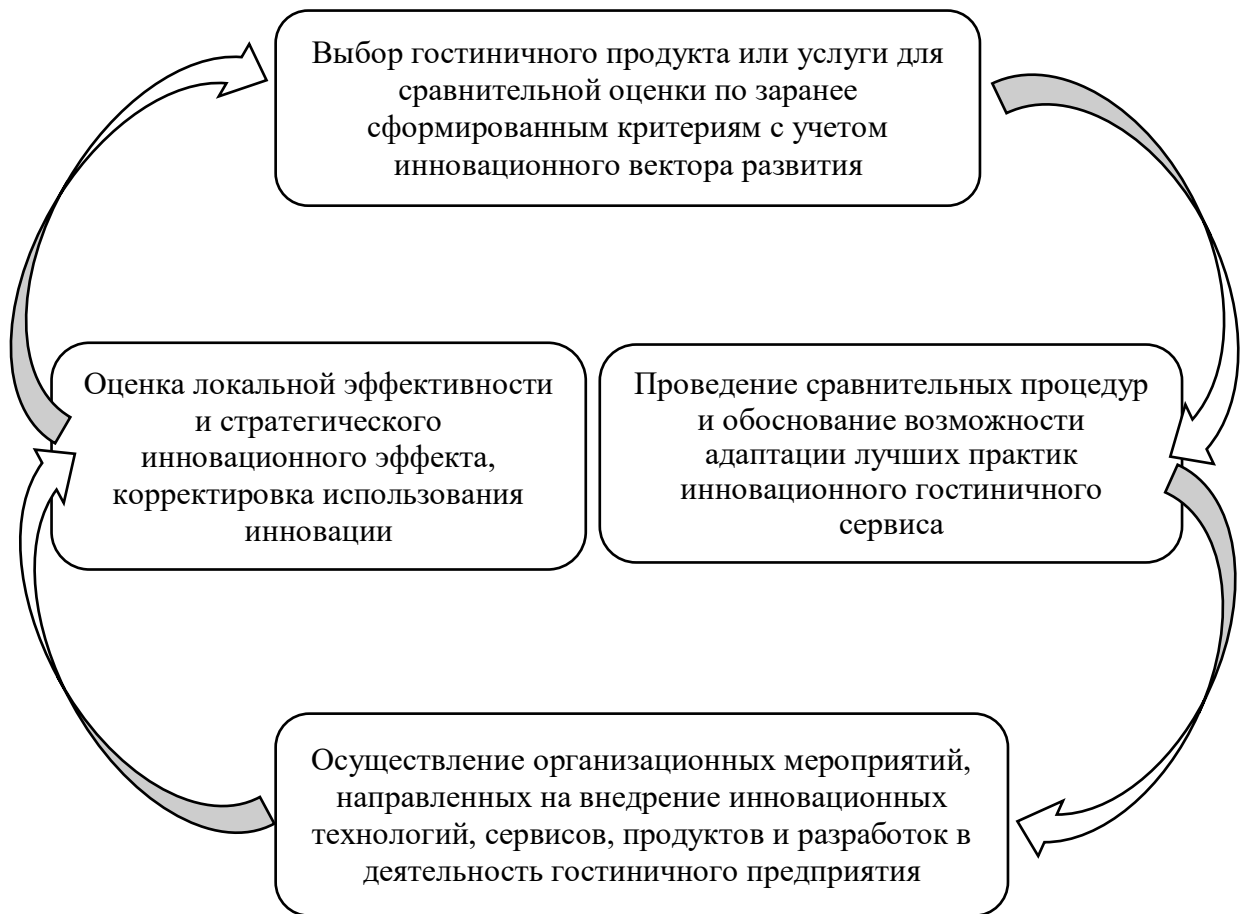 Выбор гостиничного продукта или услуги для
сравнительной оценки по заранее
сформированным критериям с учетом
инновационного вектора развития
Оценка локальной эффективности
и стратегического
инновационного эффекта,
корректировка использования
инновации
Проведение сравнительных процедур
и обоснование возможности
адаптации лучших практик
инновационного гостиничного
сервиса
Осуществление организационных мероприятий,
направленных на внедрение инновационных
технологий, сервисов, продуктов и разработок в
деятельность гостиничного предприятия